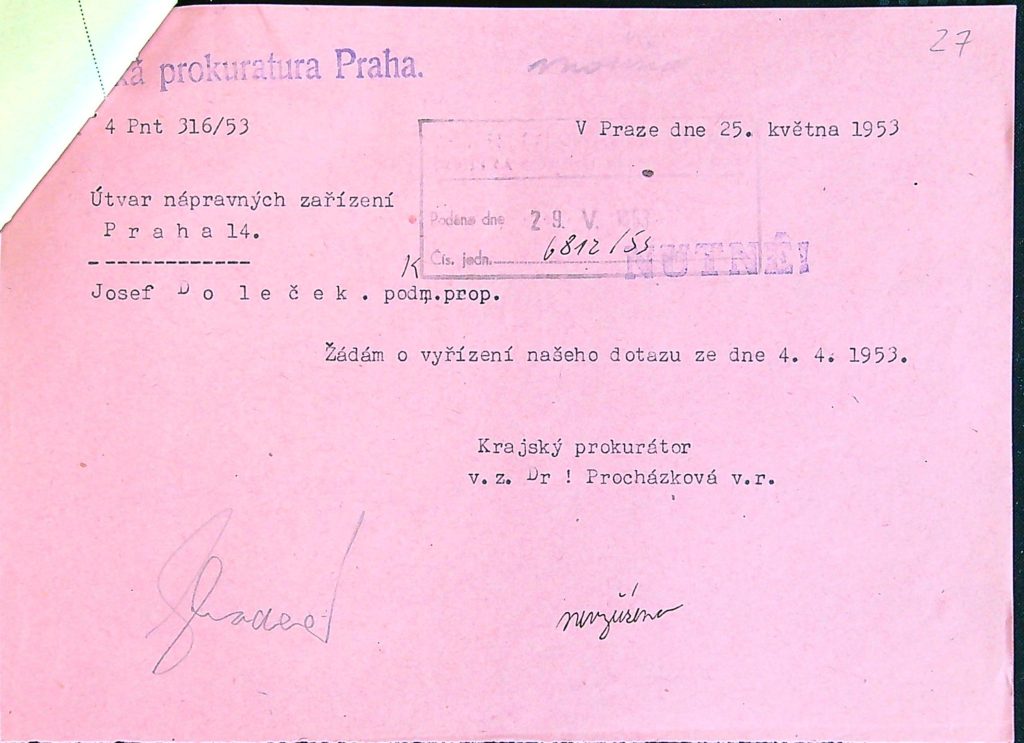 27
ká prokuratura Praha.
4 Pnt 316/53
V Praze dne 25. května 1953
Útvar nápravných zařízení
P r a h a 14.
Podáno dne 29. V. 1953
Čís. jedn. 6812/53
NUTNÉ!
K
Josef D o l e č e k . podm.prop.
Žádám o vyřízení našeho dotazu ze dne 4. 4. 1953.
Krajský prokurátor
v.z. Dr ! Procházková v.r.